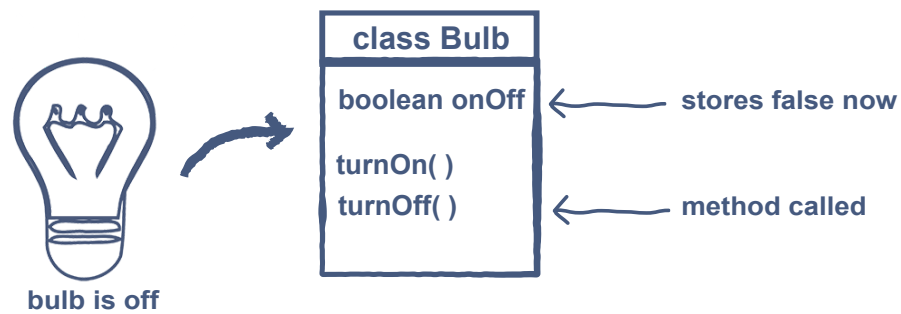 class Bulb
boolean onOff
stores false now
turnOn( )
turnOff( )
method called
bulb is off